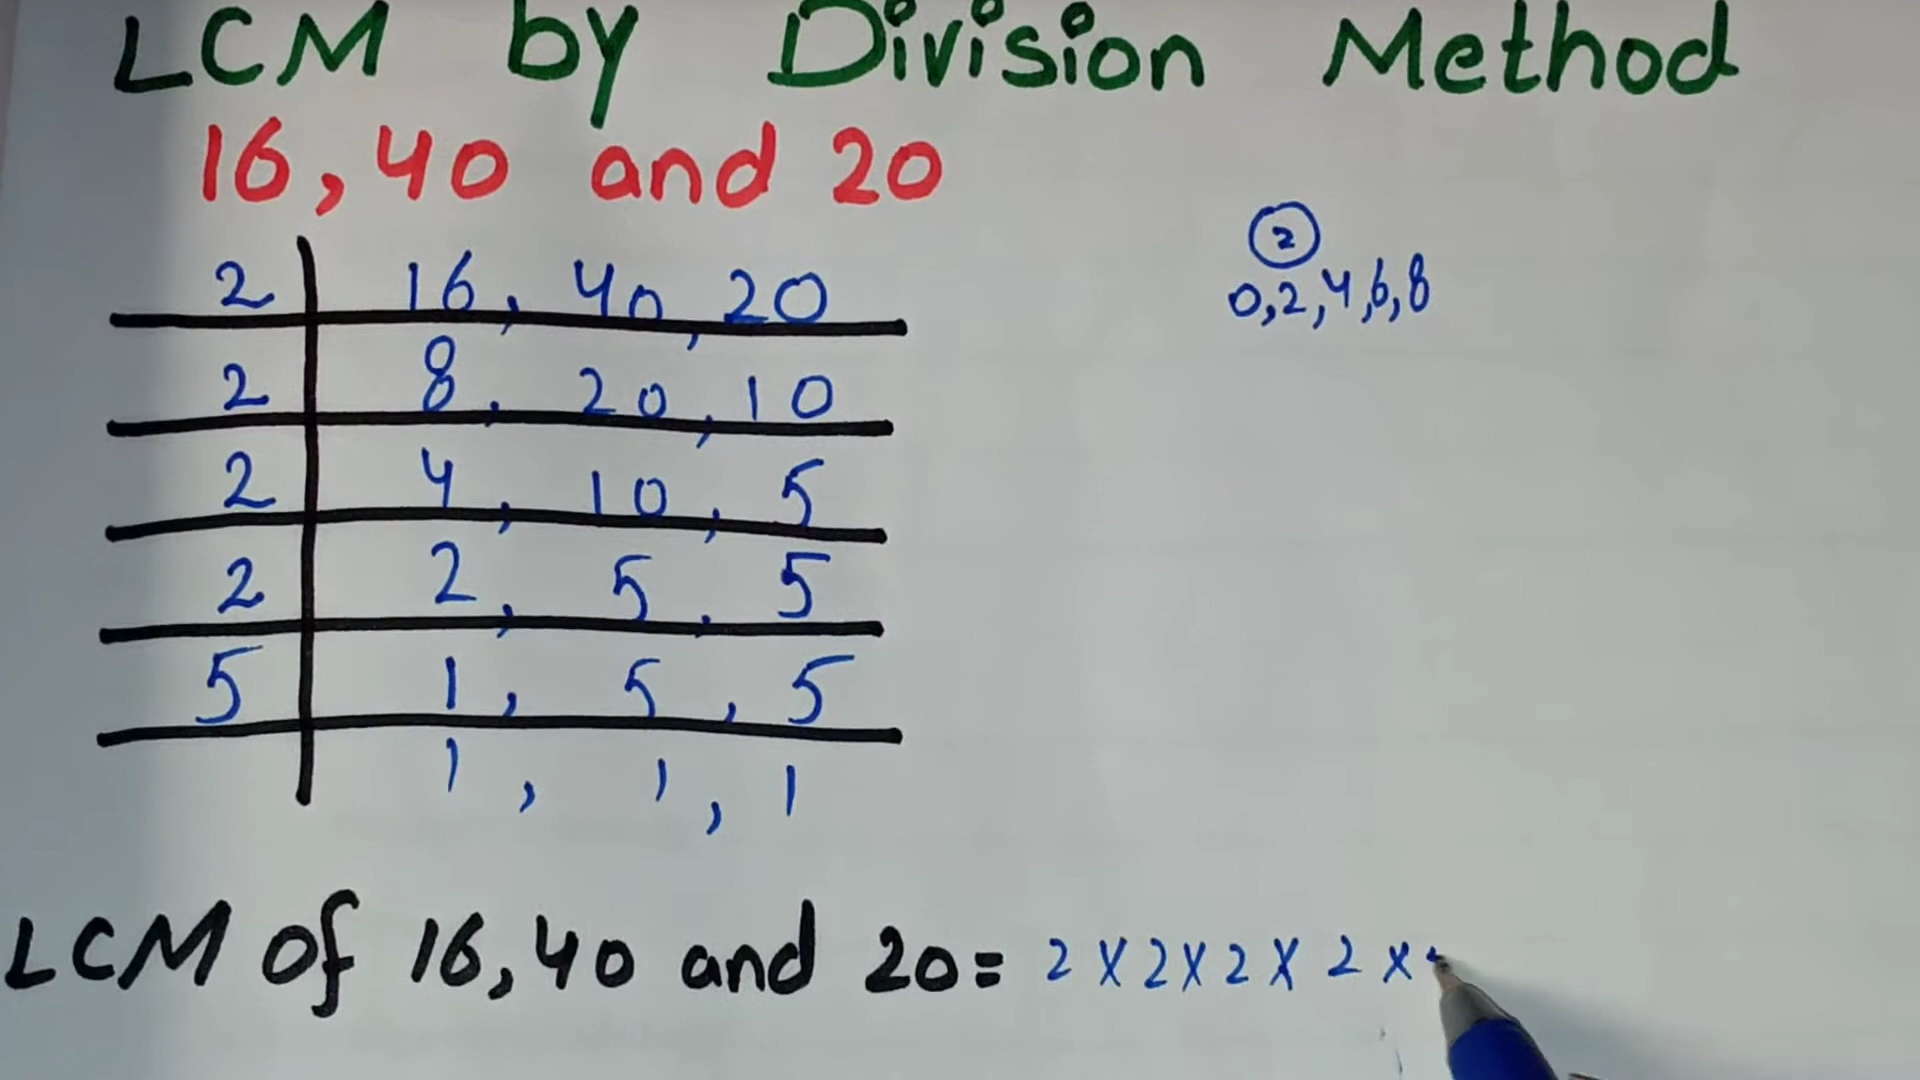 LCM by Division Method
16, 40 and 20
2 0,2,4,6,8
2 16, 40, 20
2 8, 20, 10
2 4, 10, 5
2 2, 5, 5
5 1, 5, 5
1, 1, 1
LCM of 16,40 and 20= 2 x 2 x 2 x 2 x